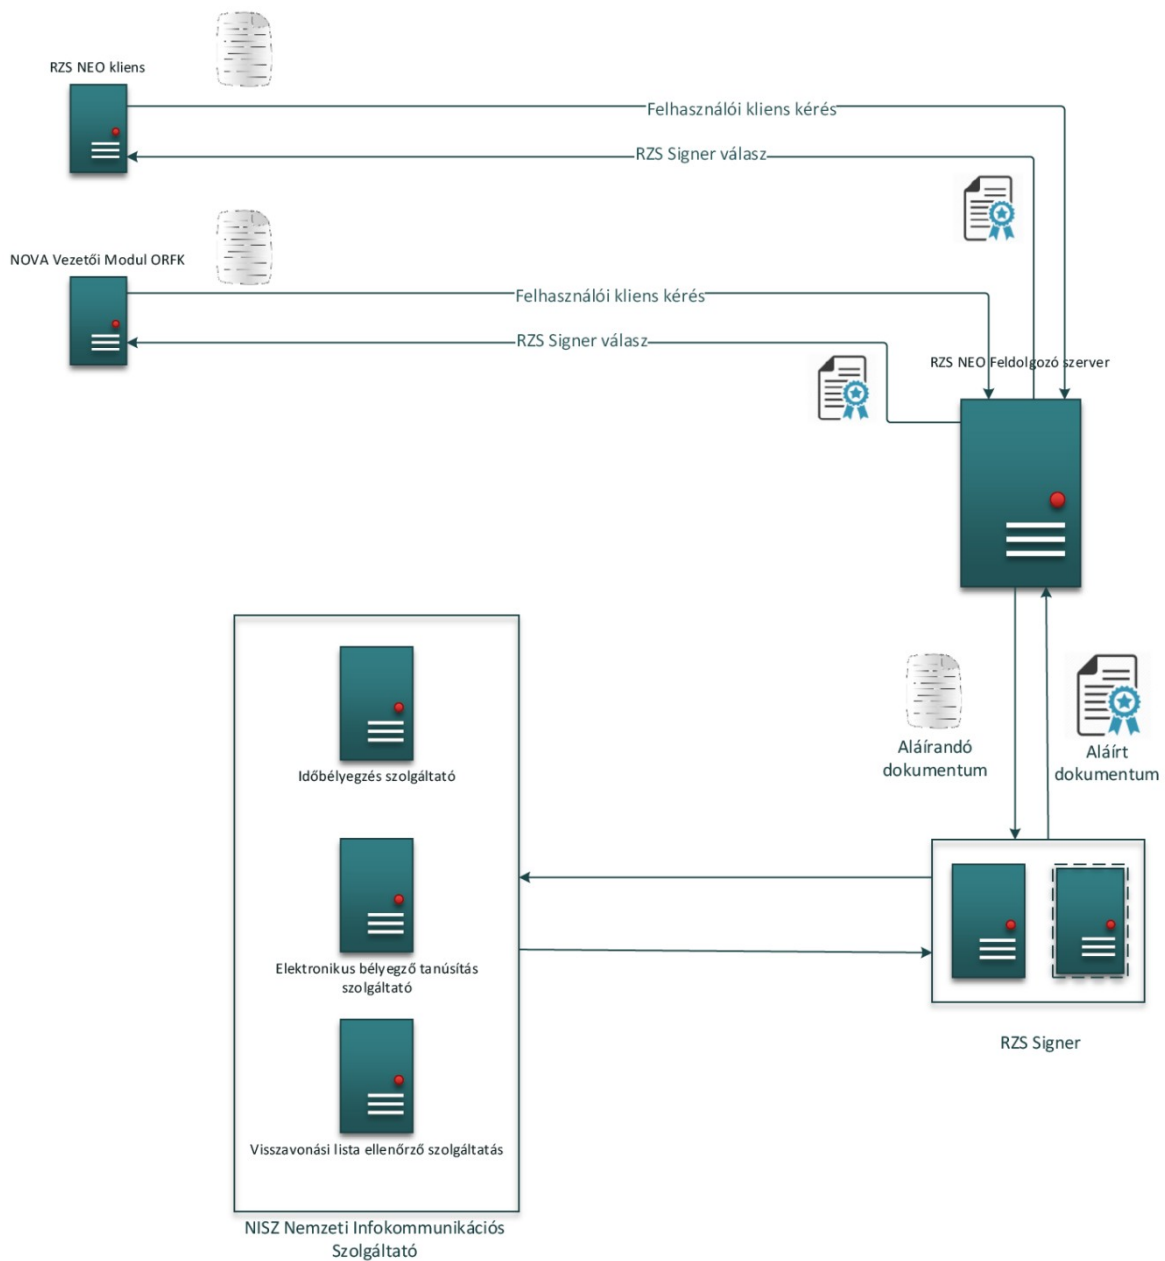 RZS NEO kliens
Felhasználói kliens kérés
RZS Signer válasz
NOVA Vezetői Modul ORFK
Felhasználói kliens kérés
RZS Signer válasz
RZS NEO Feldolgozó szerver
Aláírandó
dokumentum
Aláírt
dokumentum
Időbélyegzés szolgáltató
Elektronikus bélyegző tanúsítás
szolgáltató
RZS Signer
Visszavonási lista ellenőrző szolgáltatás
NISZ Nemzeti Infokommunikációs
Szolgáltató